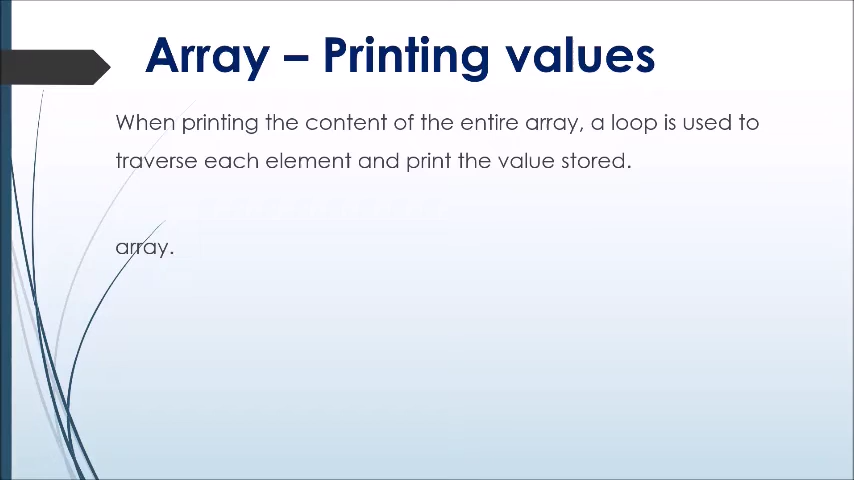 Array – Printing values
When printing the content of the entire array, a loop is used to
traverse each element and print the value stored.
array.